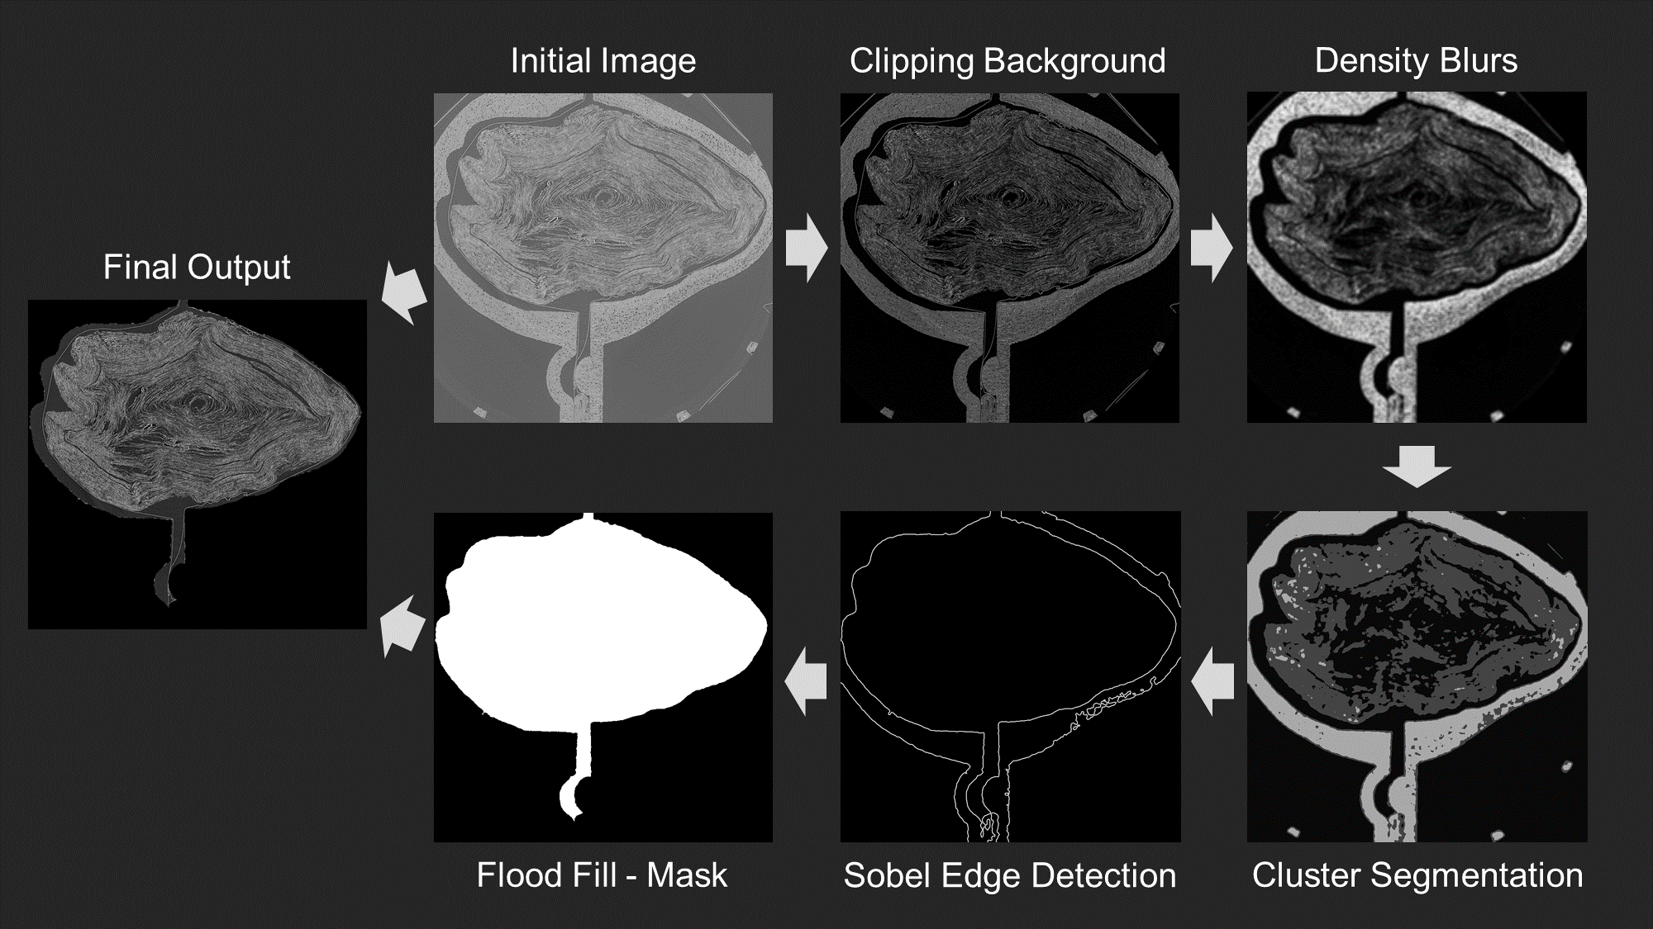 Initial Image
Clipping Background
Density Blurs
Final Output
Flood Fill - Mask
Sobel Edge Detection
Cluster Segmentation